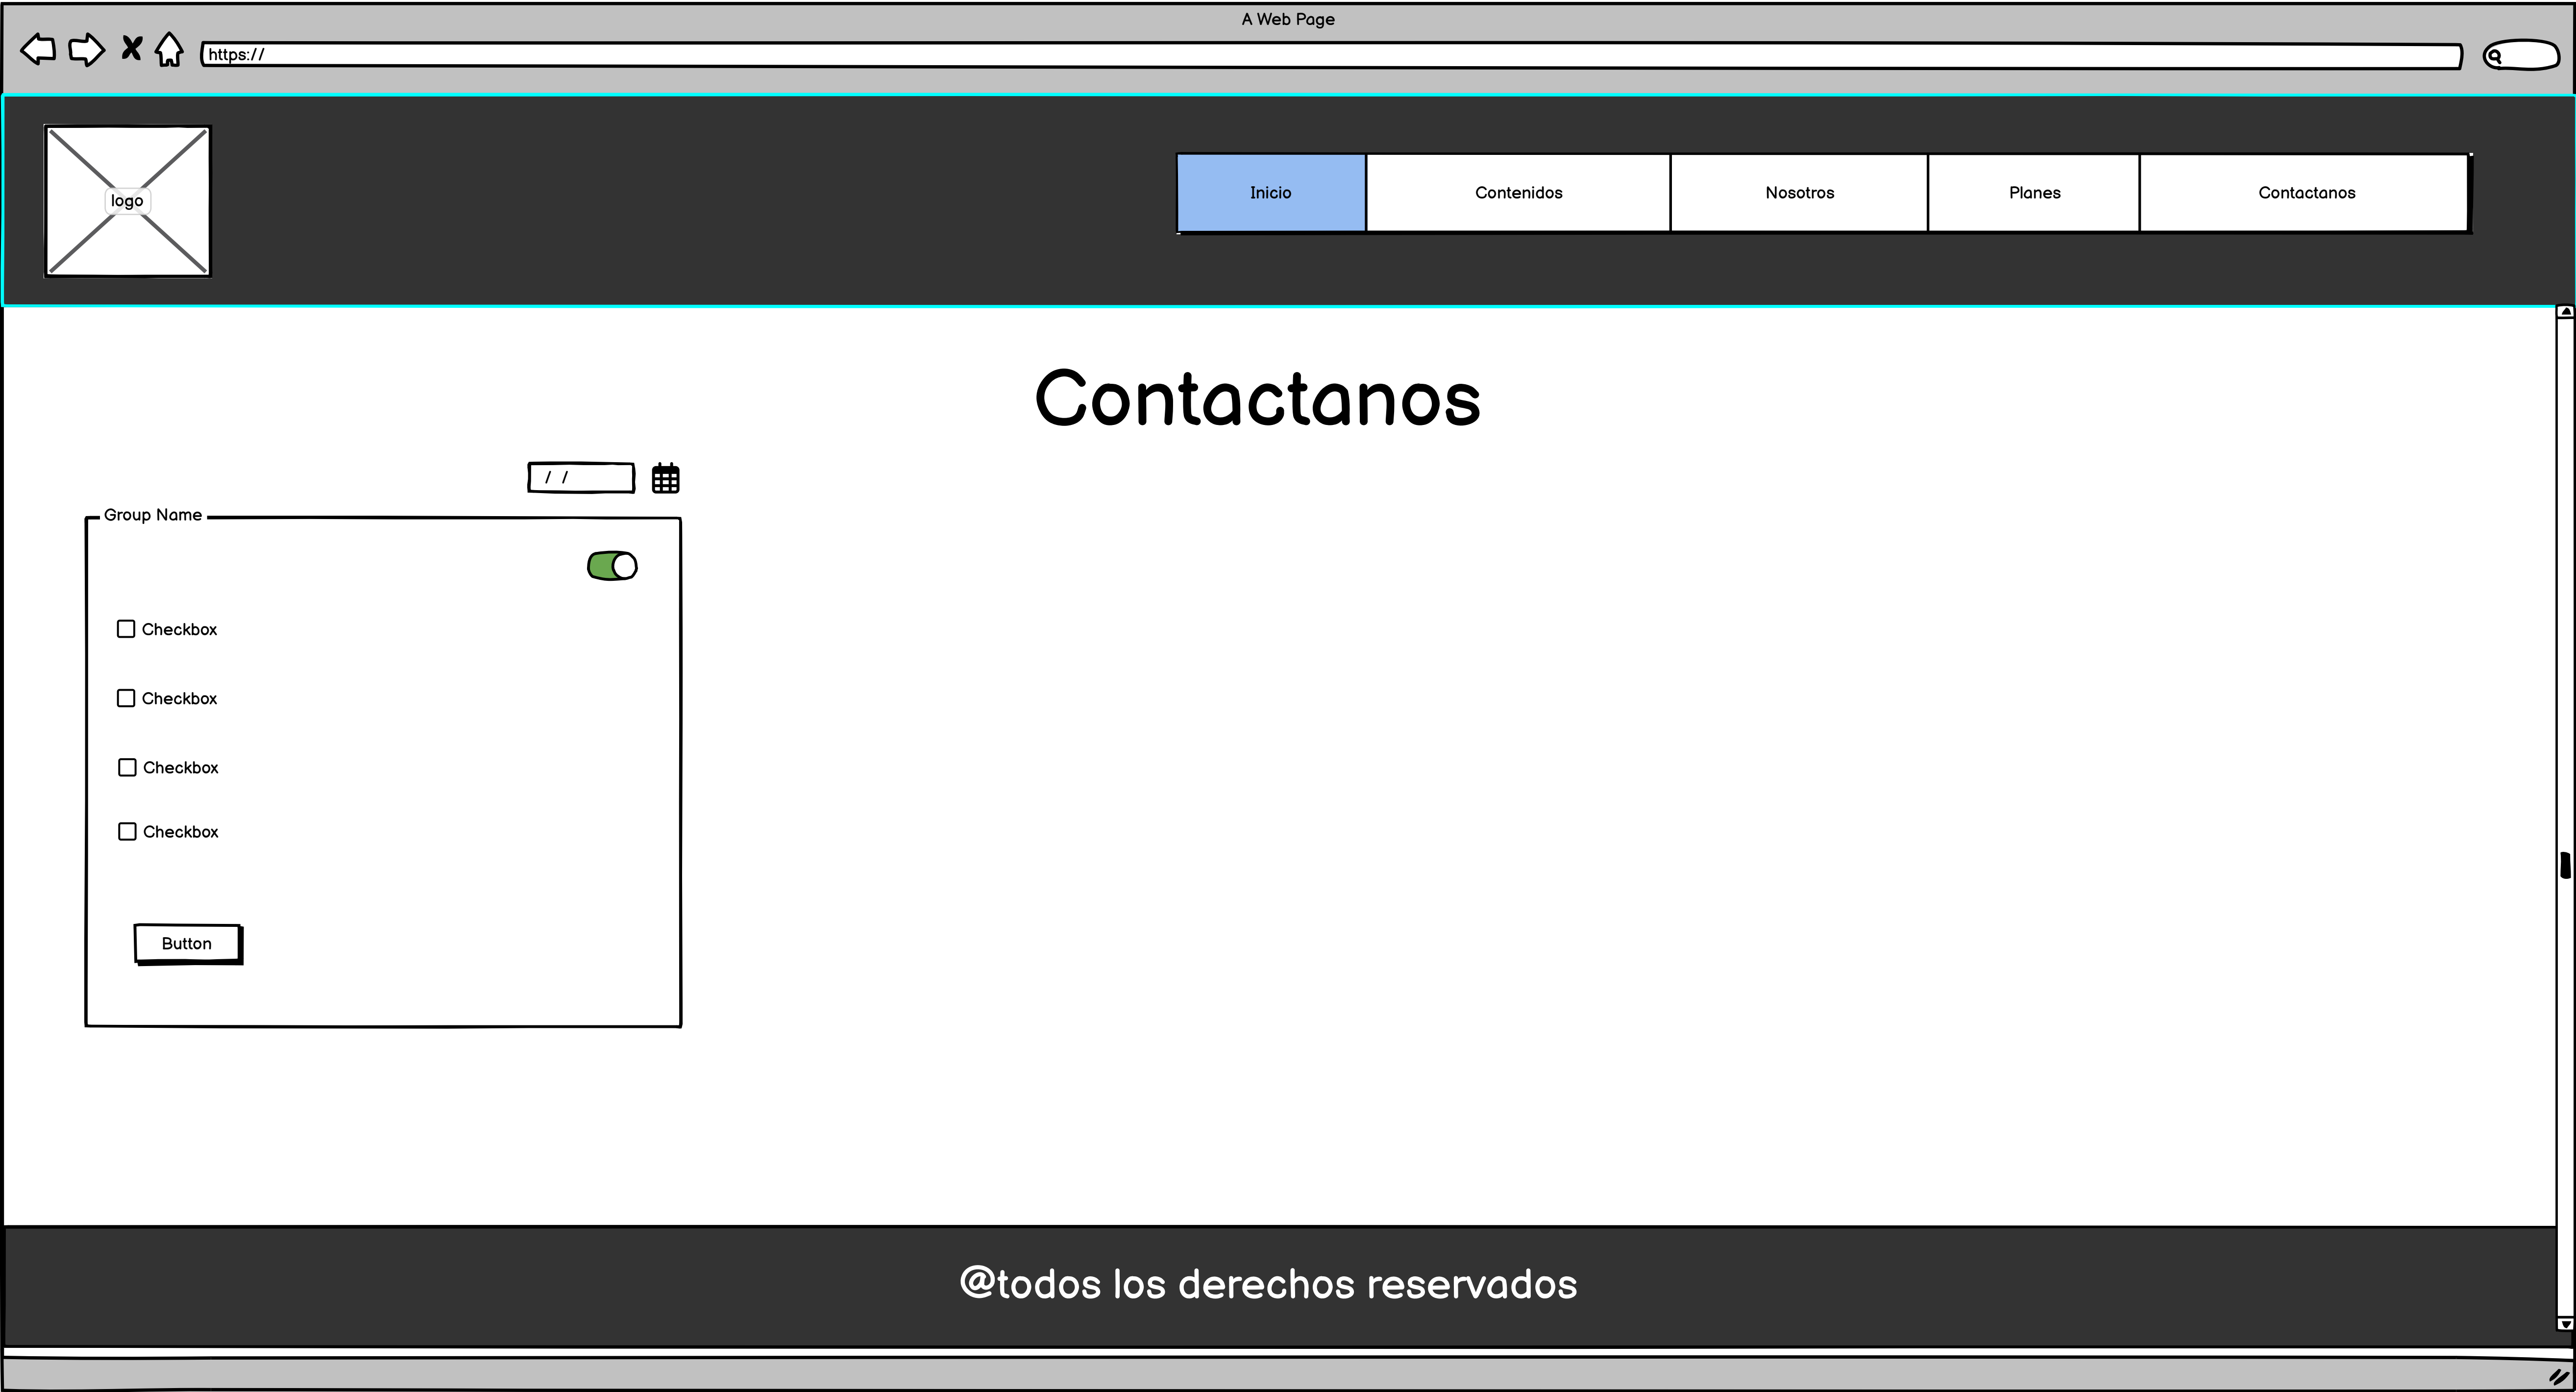 A Web Page
https://
logo
Inicio Contenidos Nosotros Planes Contactanos
Contactanos
/ /
Group Name
Checkbox
Checkbox
Checkbox
Checkbox
Button
@todos los derechos reservados